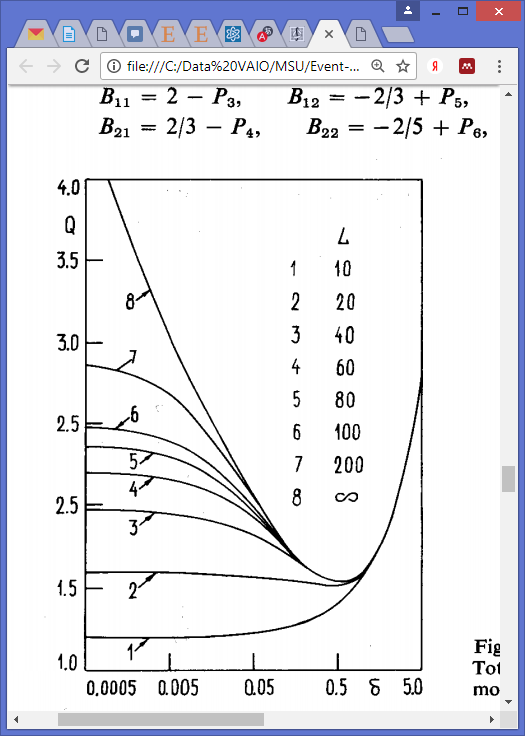 file:///C:/Data%20VAIO/MSU/Event-...
B₁₁ = 2 − P₃, B₁₂ = −2/3 + P₅,
B₂₁ = 2/3 − P₄, B₂₂ = −2/5 + P₆,
4.0
Q
L
3.5
1 10
2 20
8
3 40
3.0
7
4 60
5 80
2.5
6
6 100
5
7 200
4
2.5
8 ∞
3
1.5
2
1
1.0
0,0005 0.005 0.05 0.5 δ 5.0
Fig
Tot
mo